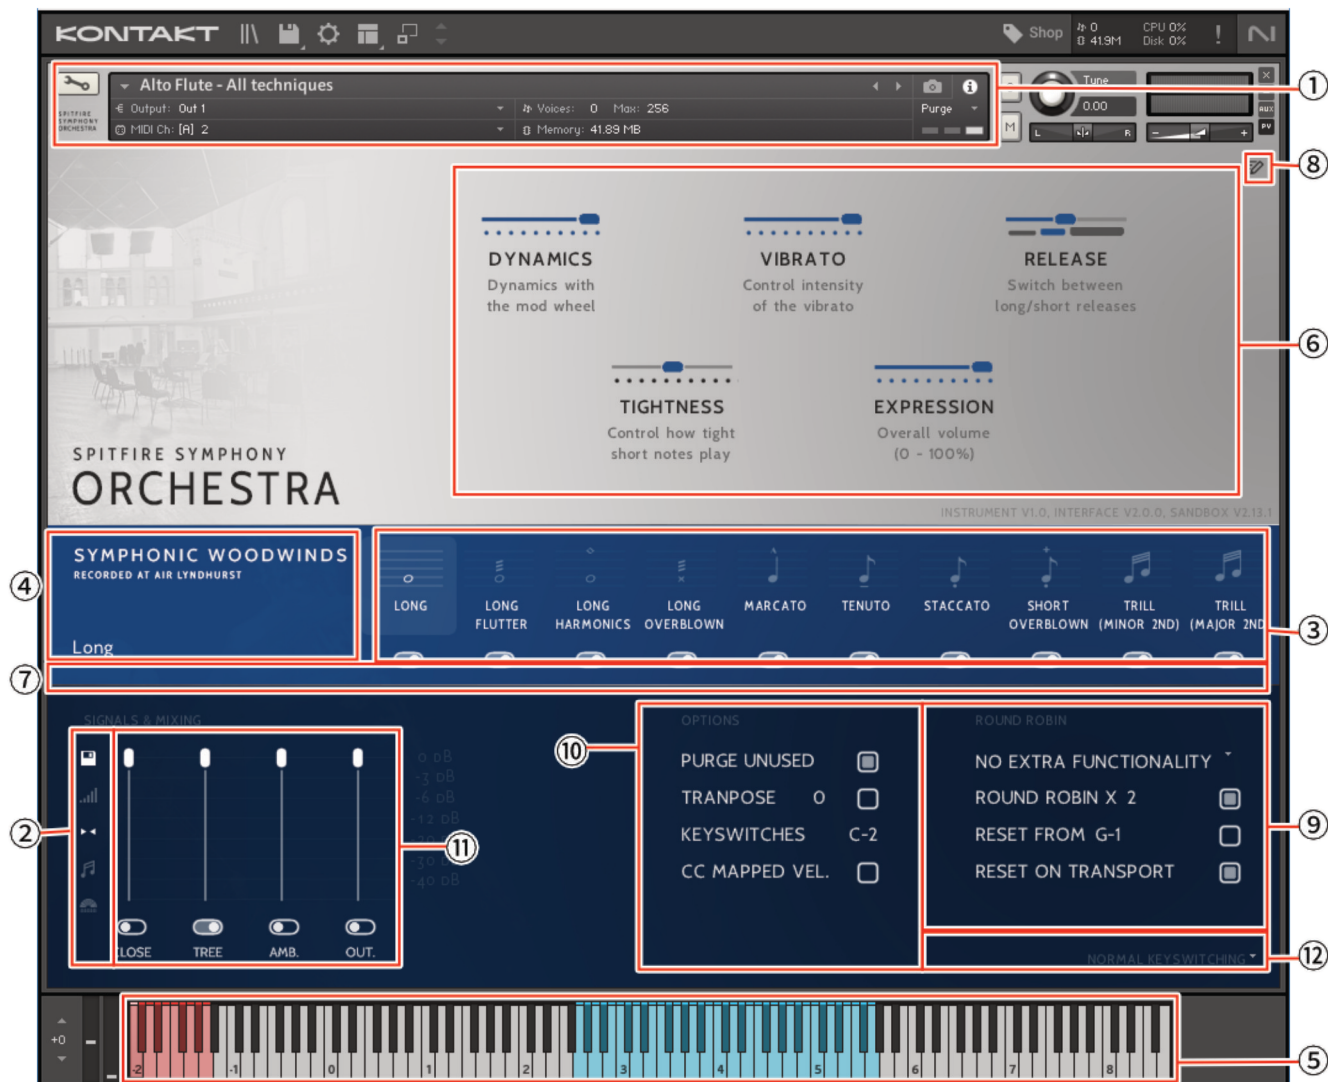 KONTAKT
Shop
0
41.9M
CPU 0%
Disk 0%
!
Alto Flute - All techniques
Output: Out 1
Voices: 0 Max: 256
Purge
MIDI Ch: [A] 2
Memory: 41.89 MB
SPITFIRE
SYMPHONY
ORCHESTRA
M
Tune
0.00
L
R
AUX
PV
①
⑧
DYNAMICS
Dynamics with
the mod wheel
VIBRATO
Control intensity
of the vibrato
RELEASE
Switch between
long/short releases
⑥
TIGHTNESS
Control how tight
short notes play
EXPRESSION
Overall volume
(0 - 100%)
SPITFIRE SYMPHONY
ORCHESTRA
INSTRUMENT V1.0, INTERFACE V2.0.0, SANDBOX V2.13.1
④
SYMPHONIC WOODWINDS
RECORDED AT AIR LYNDHURST
Long
LONG
LONG
FLUTTER
LONG
HARMONICS
LONG
OVERBLOWN
MARCATO
TENUTO
STACCATO
SHORT
OVERBLOWN
TRILL
(MINOR 2ND)
TRILL
(MAJOR 2ND
③
⑦
SIGNALS & MIXING
②
0 DB
-3 DB
-6 DB
-12 DB
-30 DB
-40 DB
⑪
CLOSE
TREE
AMB.
OUT.
⑩
OPTIONS
PURGE UNUSED
TRANPOSE 0
KEYSWITCHES C-2
CC MAPPED VEL.
ROUND ROBIN
NO EXTRA FUNCTIONALITY
ROUND ROBIN X 2
RESET FROM G-1
RESET ON TRANSPORT
⑨
NORMAL KEYSWITCHING
⑫
+0
-2 -1 0 1 2 3 4 5 6 7 8
⑤